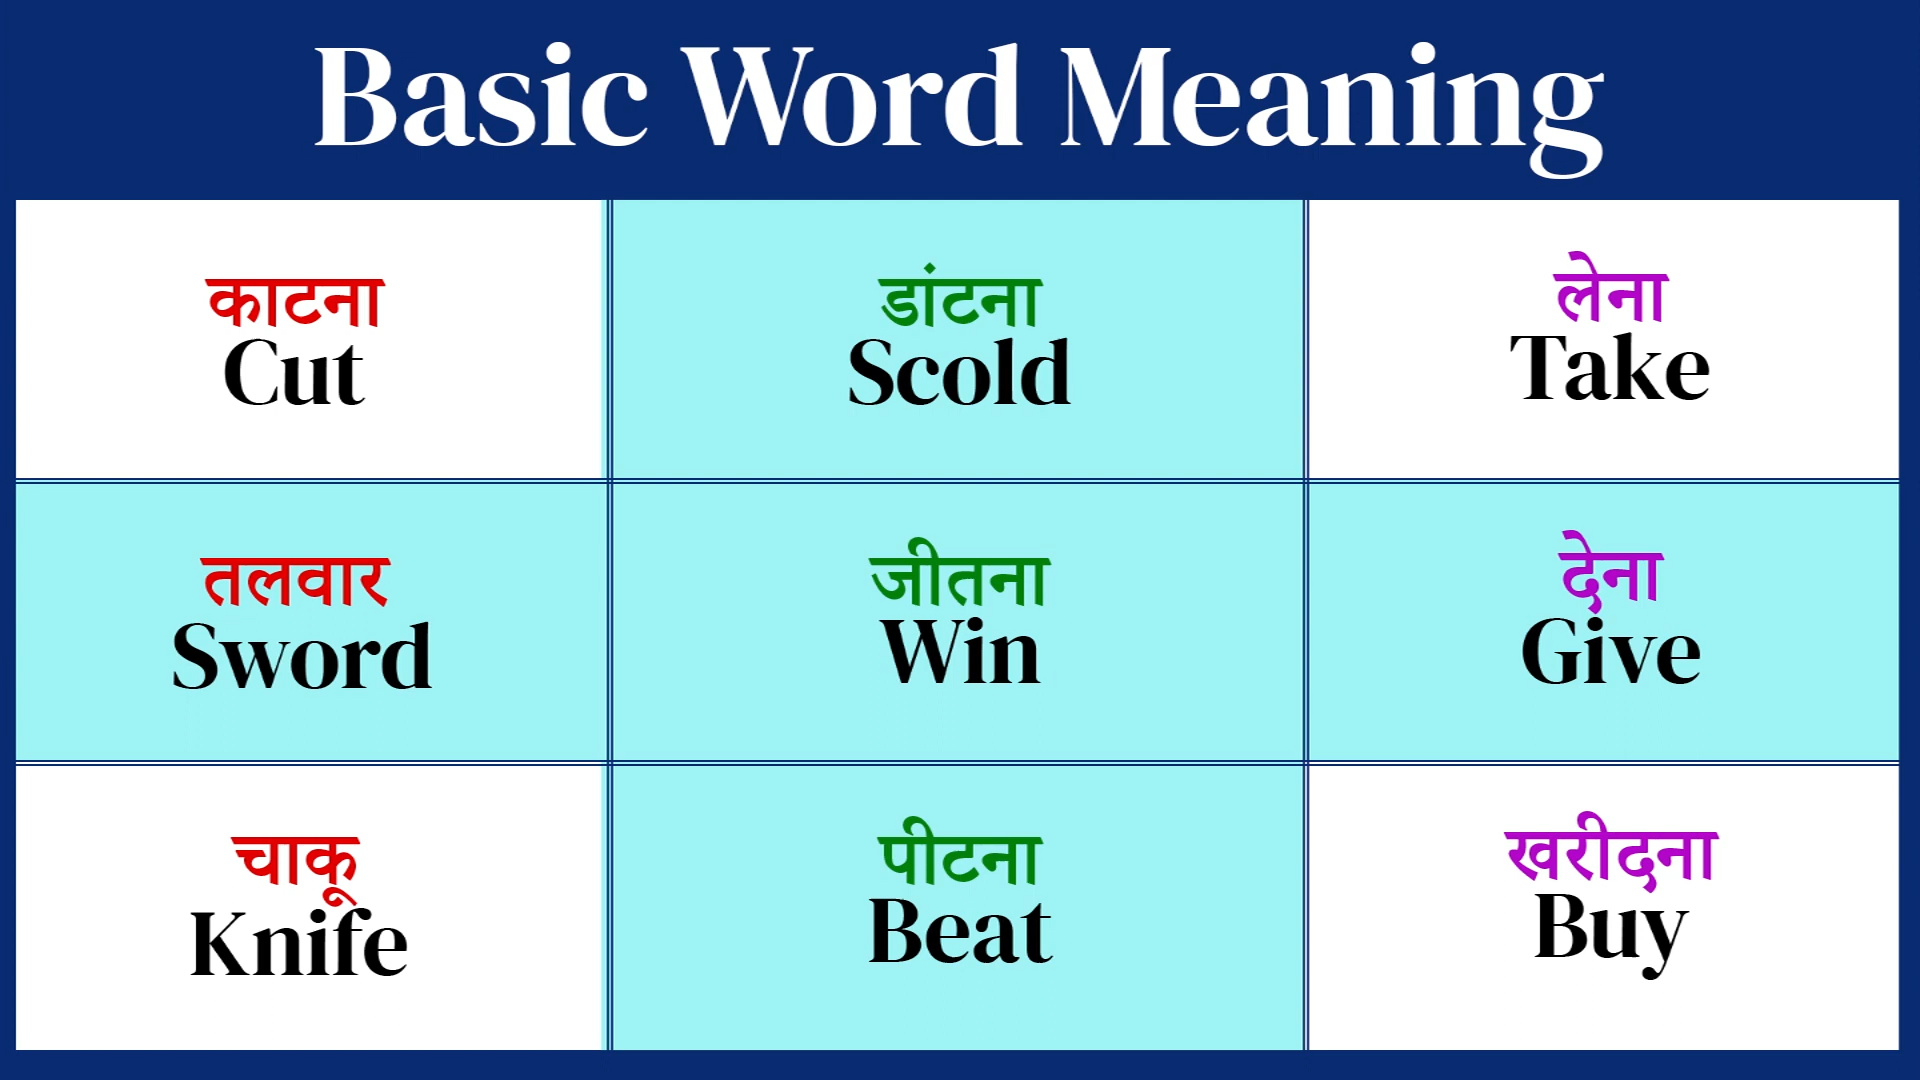 Basic Word Meaning
काटना
Cut
डांटना
Scold
लेना
Take
तलवार
Sword
जीतना
Win
देना
Give
चाकू
Knife
पीटना
Beat
खरीदना
Buy